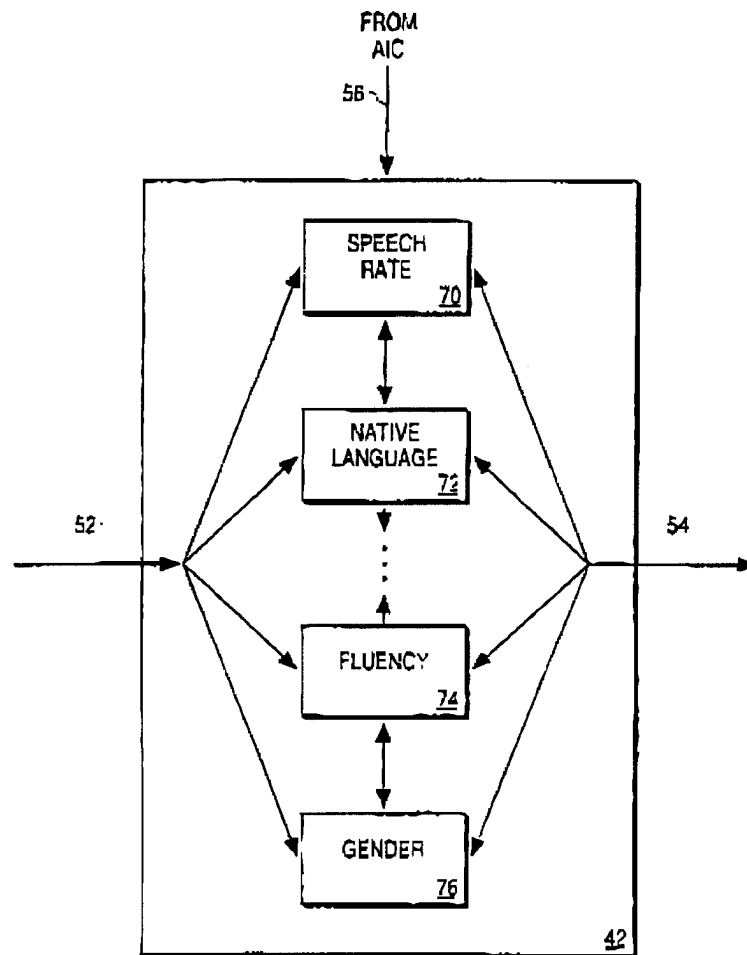 FROM
AIC
56
SPEECH
RATE
70
NATIVE
LANGUAGE
72
52
54
FLUENCY
74
GENDER
76
42